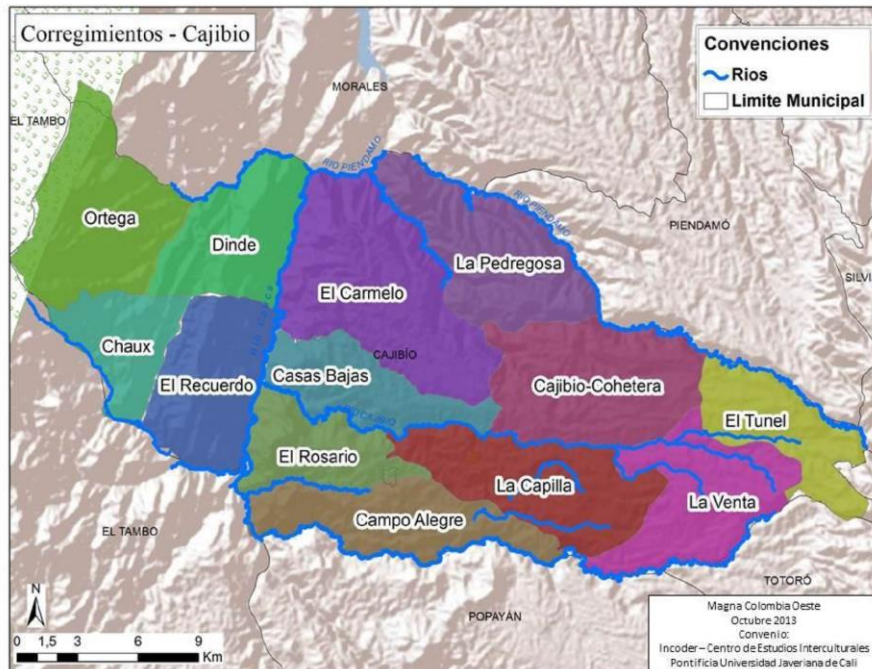 Corregimientos - Cajibio
Convenciones
Rios
Limite Municipal
MORALES
EL TAMBO
RIO PIENDAMO
RIO PIENDAMO
Ortega
Dinde
PIENDAMÓ
La Pedregosa
SILVI
El Carmelo
Chaux
CAJIBÍO
El Recuerdo
Casas Bajas
Cajibio-Cohetera
El Tunel
El Rosario
La Capilla
La Venta
Campo Alegre
EL TAMBO
TOTORÓ
POPAYÁN
N
0 1,5 3 6 9
Km
Magna Colombia Oeste
Octubre 2013
Convenio:
Incoder – Centro de Estudios Interculturales
Pontificia Universidad Javeriana de Cali